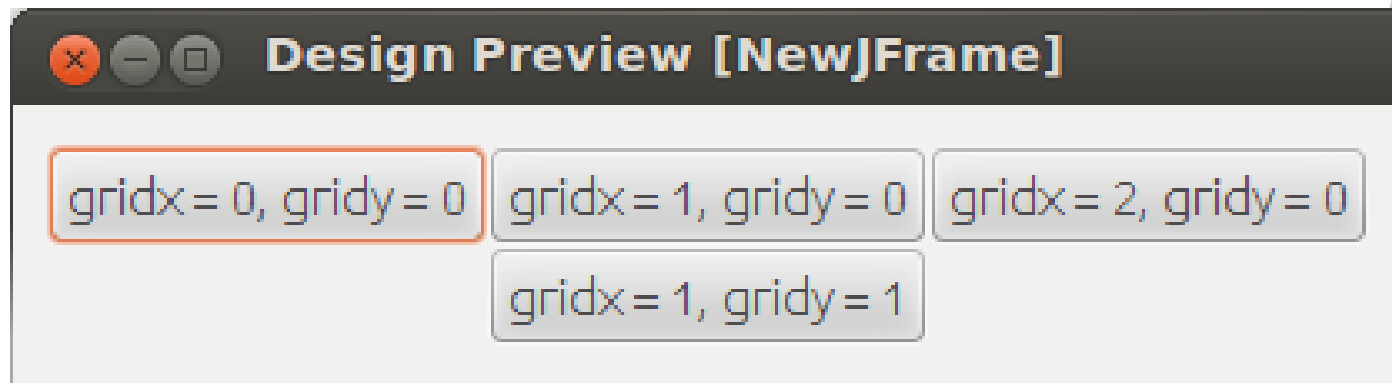 Design Preview [NewJFrame]
gridx = 0, gridy = 0 gridx = 1, gridy = 0 gridx = 2, gridy = 0
gridx = 1, gridy = 1